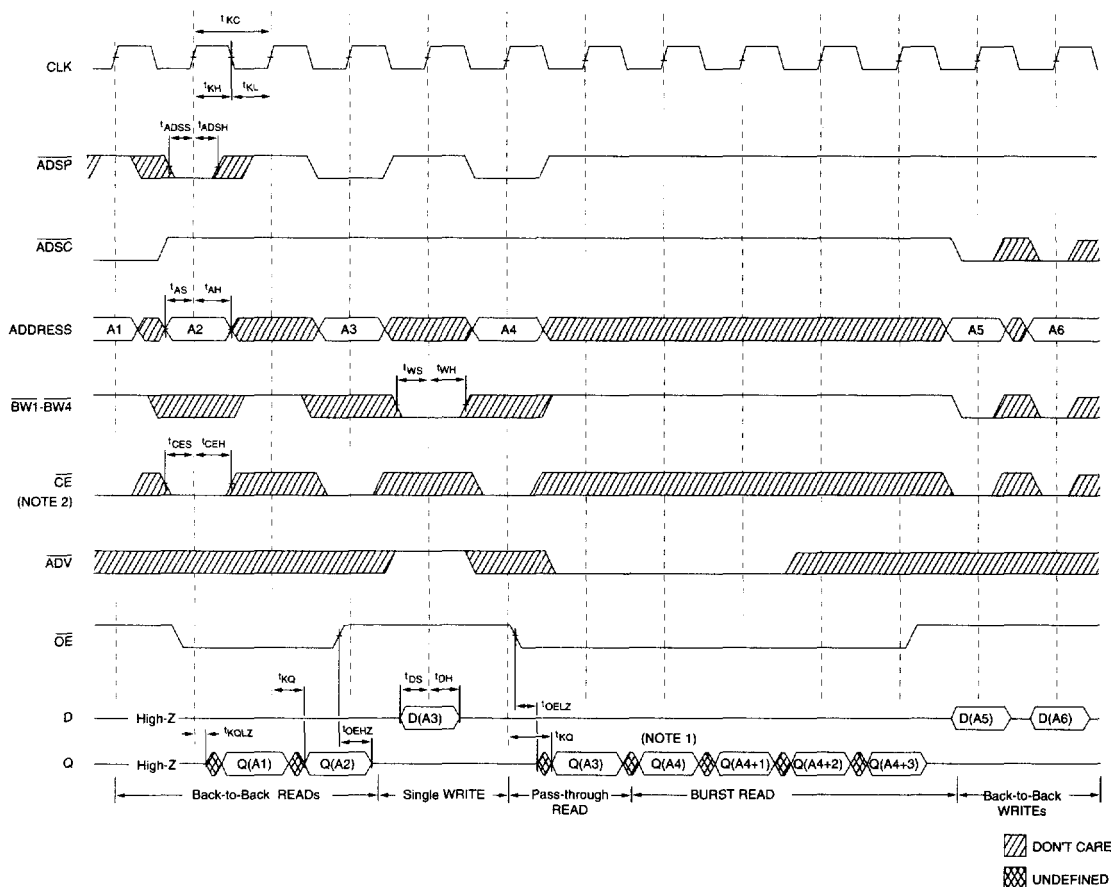 tKC
CLK
tKH tKL
tADSS tADSH
ADSP
ADSC
tAS tAH
ADDRESS A1 A2 A3 A4 A5 A6
tWS tWH
BW1-BW4
tCES tCEH
CE
(NOTE 2)
ADV
OE
tKQ tDS tDH tOELZ
D High-Z D(A3) D(A5) D(A6)
tKQLZ tOEHZ tKQ (NOTE 1)
Q High-Z Q(A1) Q(A2) Q(A3) Q(A4) Q(A4+1) Q(A4+2) Q(A4+3)
Back-to-Back READs Single WRITE Pass-through READ BURST READ Back-to-Back WRITEs
DON'T CARE
UNDEFINED